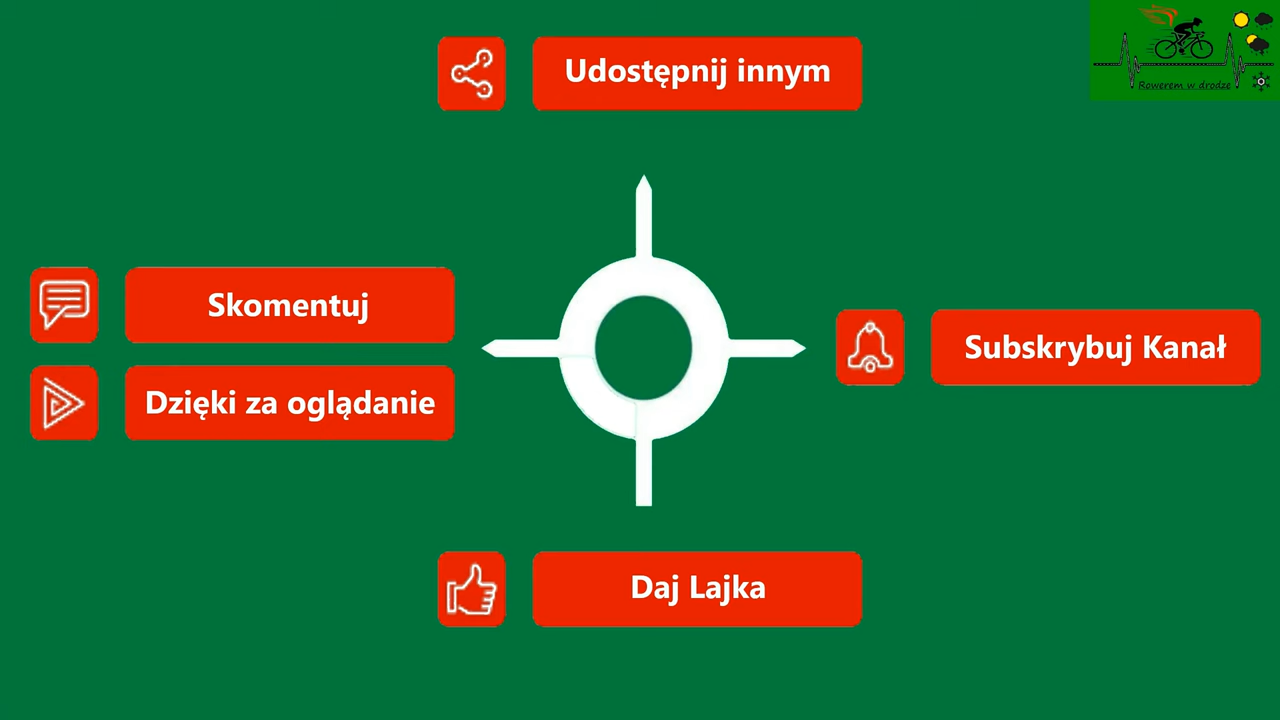 Udostępnij innym
Rowerem w drodze
Skomentuj
Dzięki za oglądanie
Subskrybuj Kanał
Daj Lajka